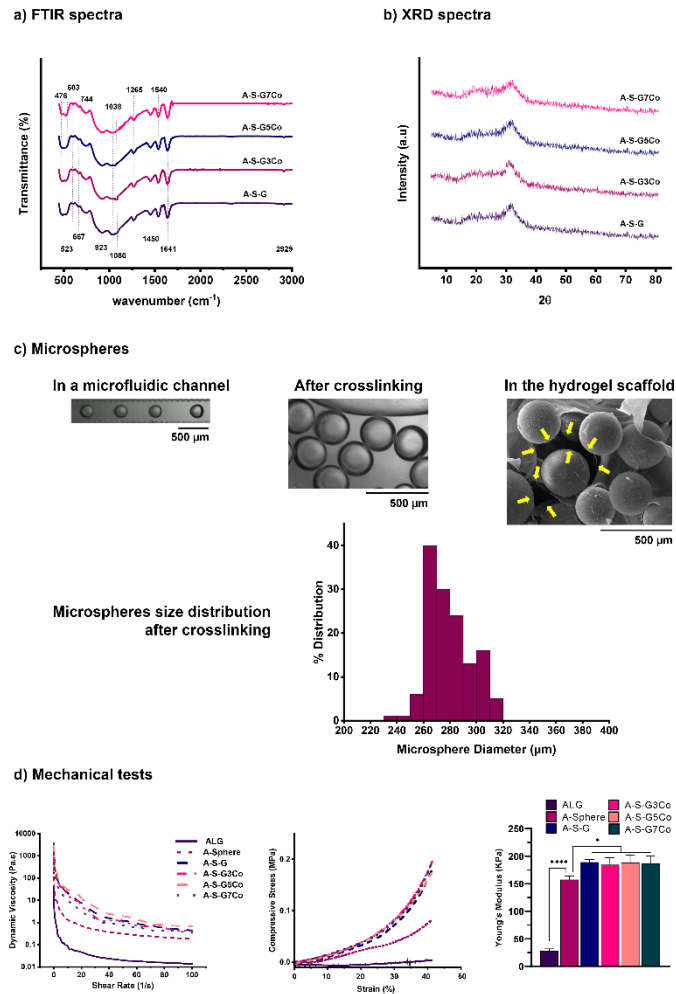 a) FTIR spectra
b) XRD spectra
Transmittance (%)
603
476
744
1038
1265
1540
A-S-G7Co
A-S-G5Co
A-S-G3Co
A-S-G
667
523
923
1080
1450
1641
2929
500 1000 1500 2000 2500 3000
wavenumber (cm⁻¹)
Intensity (a.u)
A-S-G7Co
A-S-G5Co
A-S-G3Co
A-S-G
0 10 20 30 40 50 60 70 80
2θ
c) Microspheres
In a microfluidic channel
After crosslinking
In the hydrogel scaffold
500 µm
500 µm
500 µm
Microspheres size distribution
after crosslinking
% Distribution
40
30
20
10
0
200 220 240 260 280 300 320 340 360 380 400
Microsphere Diameter (µm)
d) Mechanical tests
Dynamic Viscosity (Pa.s)
10000
1000
100
10
1
0.1
0.01
ALG
A-Sphere
A-S-G
A-S-G3Co
A-S-G5Co
A-S-G7Co
0 20 40 60 80 100
Shear Rate (1/s)
Compressive Stress (MPa)
0.2
0.1
0.0
0 10 20 30 40 50
Strain (%)
ALG
A-Sphere
A-S-G
A-S-G3Co
A-S-G5Co
A-S-G7Co
Young's Modulus (KPa)
250
200
150
100
50
0
****
*